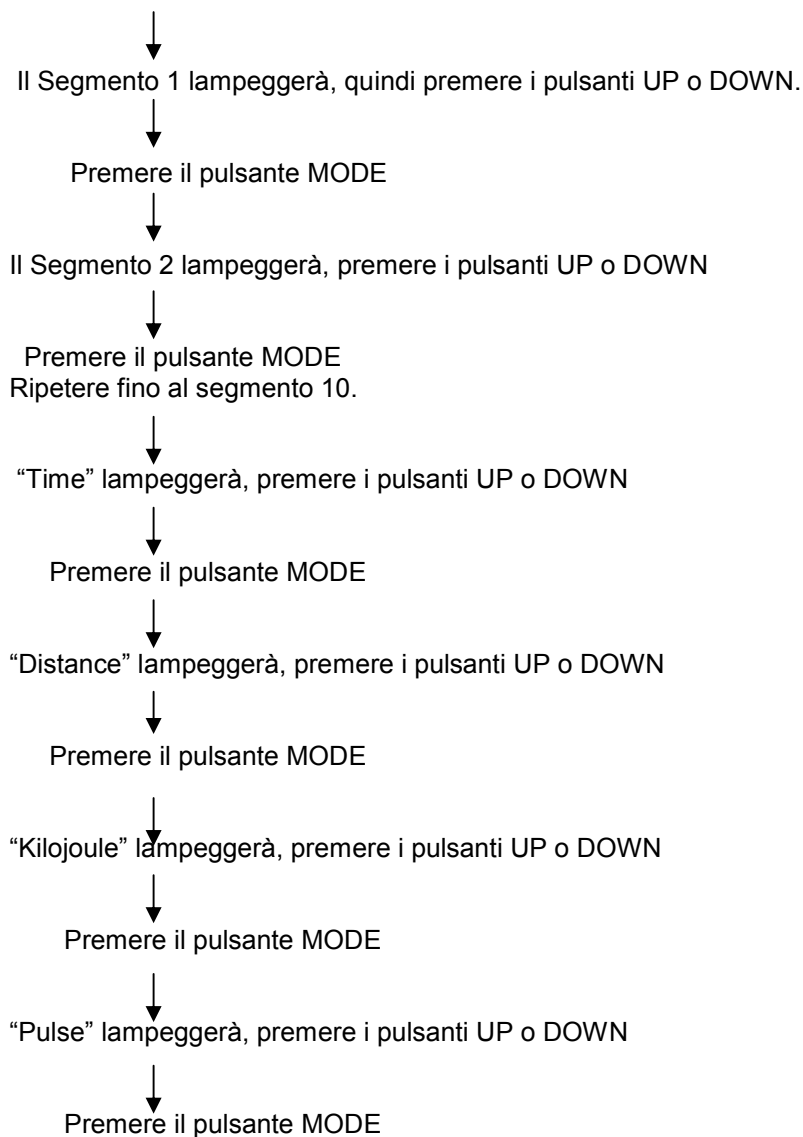 Il Segmento 1 lampeggerà, quindi premere i pulsanti UP o DOWN.
Premere il pulsante MODE
Il Segmento 2 lampeggerà, premere i pulsanti UP o DOWN
Premere il pulsante MODE
Ripetere fino al segmento 10.
“Time” lampeggerà, premere i pulsanti UP o DOWN
Premere il pulsante MODE
“Distance” lampeggerà, premere i pulsanti UP o DOWN
Premere il pulsante MODE
“Kilojoule” lampeggerà, premere i pulsanti UP o DOWN
Premere il pulsante MODE
“Pulse” lampeggerà, premere i pulsanti UP o DOWN
Premere il pulsante MODE